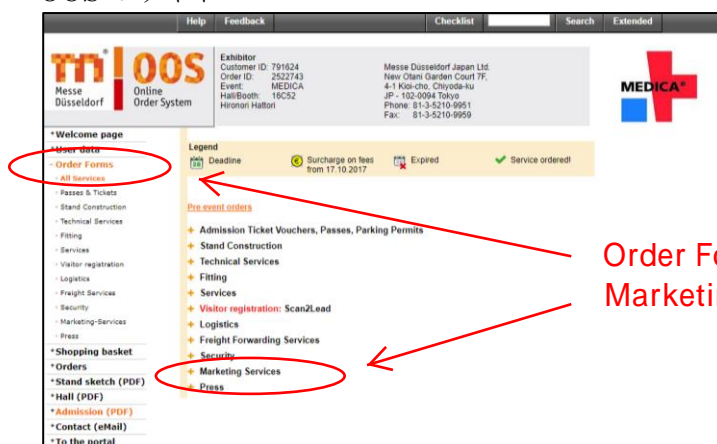 Help Feedback Checklist Search Extended
Messe
Düsseldorf
OOS
Online
Order System
Exhibitor
Customer ID: 791624
Order ID: 2522743
Event: MEDICA
Hall/Booth: 16C52
Hironori Hattori
Messe Düsseldorf Japan Ltd.
New Otani Garden Court 7F,
4-1 Kioi-cho, Chiyoda-ku
JP - 102-0094 Tokyo
Phone: 81-3-5210-9951
Fax: 81-3-5210-9959
MEDICA®
Welcome page
User data
Order Forms
All Services
Passes & Tickets
Stand Construction
Technical Services
Fitting
Services
Visitor registration
Logistics
Freight Services
Security
Marketing-Services
Press
Shopping basket
Orders
Stand sketch (PDF)
Hall (PDF)
Admission (PDF)
Contact (eMail)
To the portal
Legend
Deadline
Surcharge on fees
from 17.10.2017
Expired
Service ordered!
Pre event orders
+ Admission Ticket Vouchers, Passes, Parking Permits
+ Stand Construction
+ Technical Services
+ Fitting
+ Services
+ Visitor registration: Scan2Lead
+ Logistics
+ Freight Forwarding Services
+ Security
+ Marketing Services
+ Press
Order Fo
Marketi